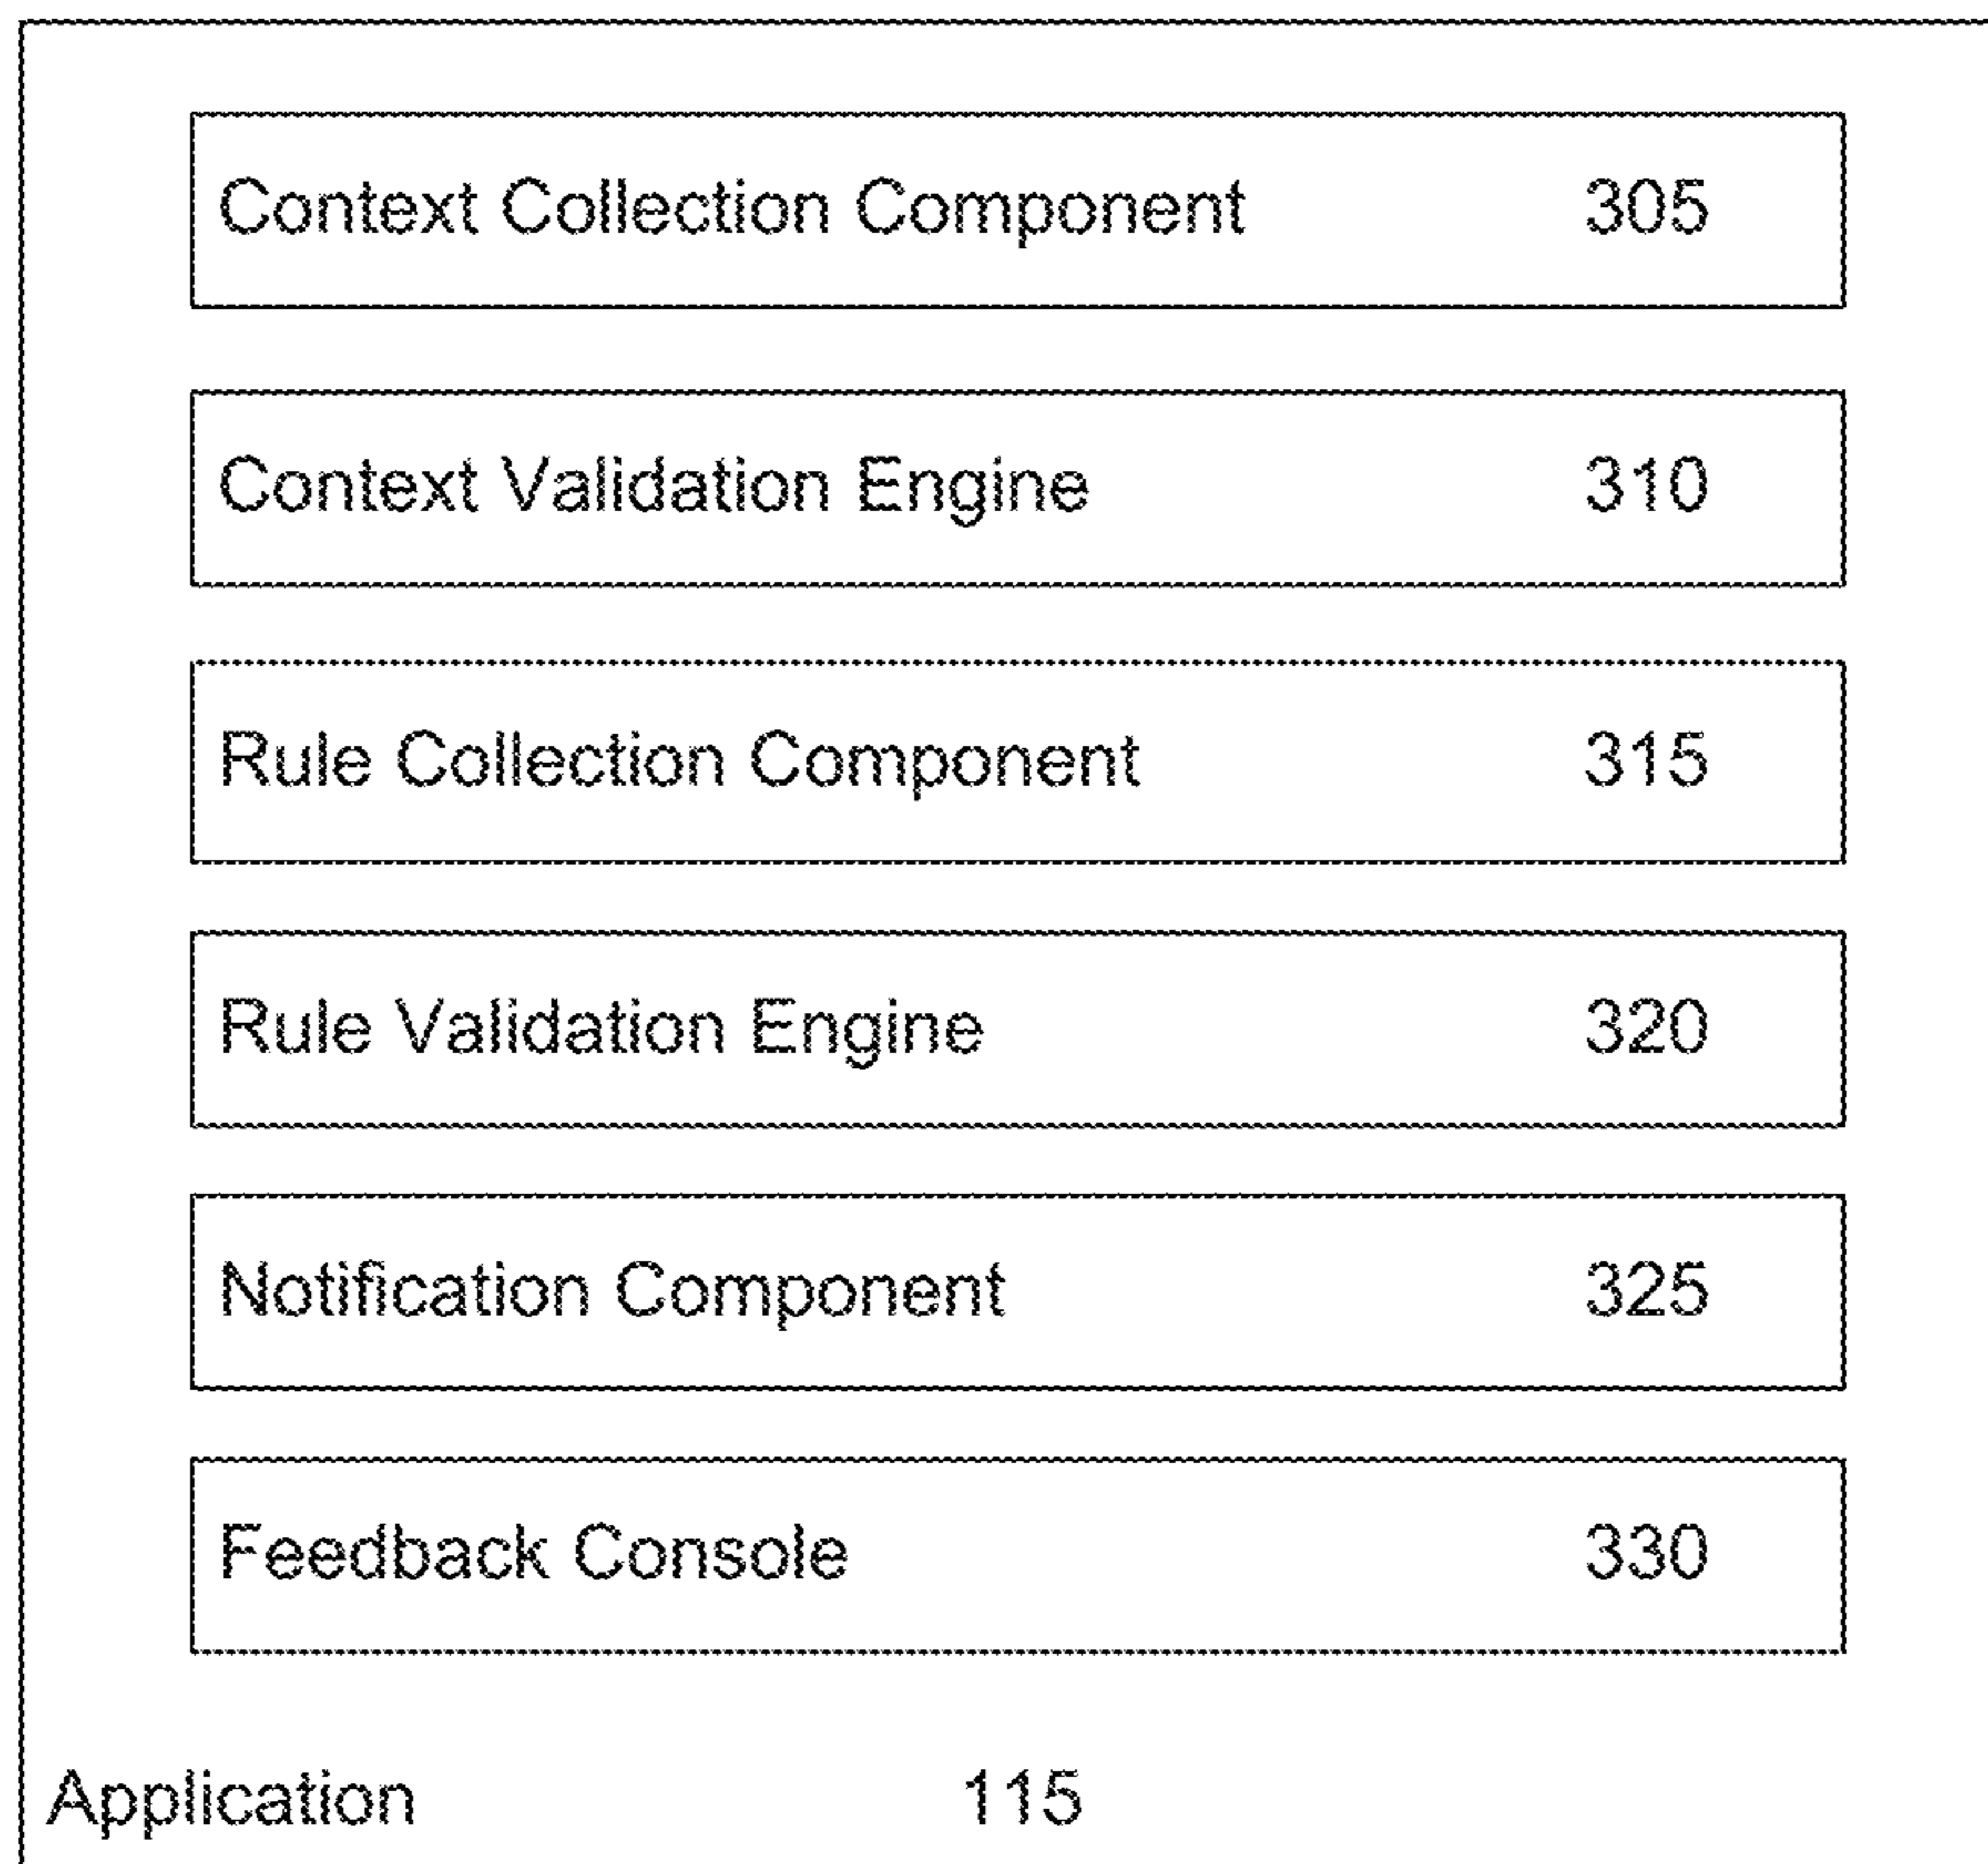 Context Collection Component 305
Context Validation Engine 310
Rule Collection Component 315
Rule Validation Engine 320
Notification Component 325
Feedback Console 330
Application 115